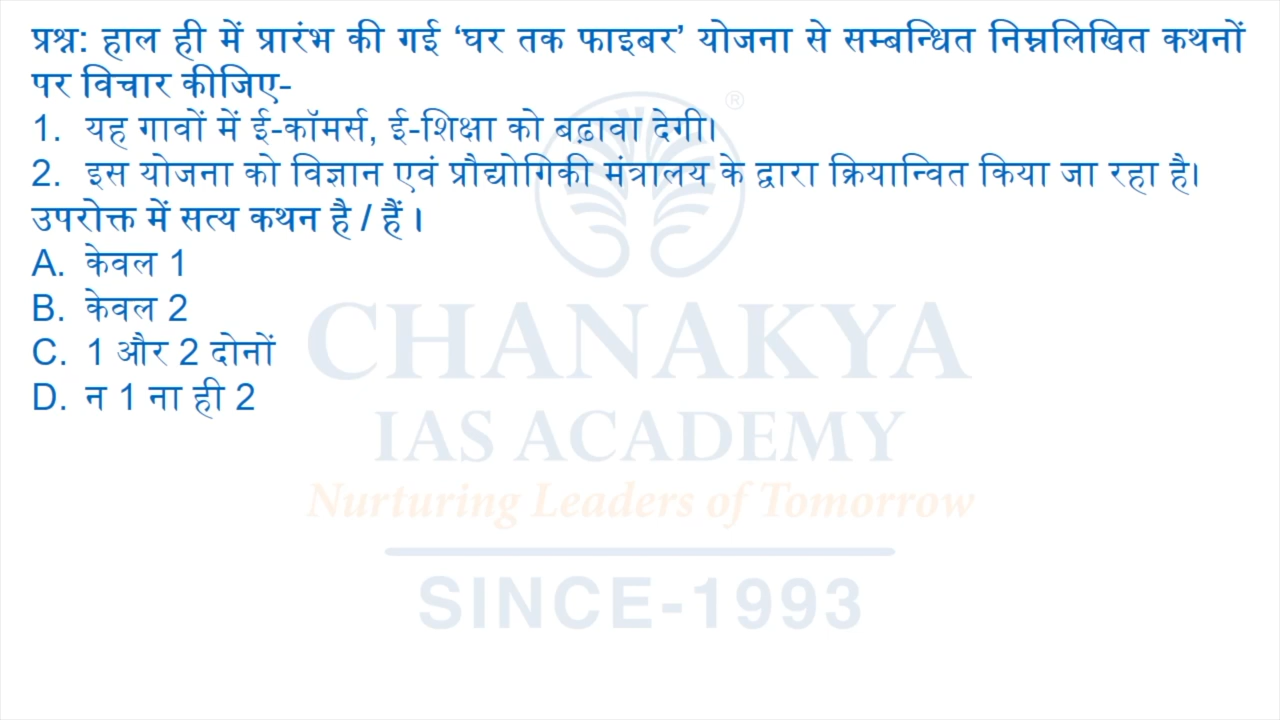 प्रश्न: हाल ही में प्रारंभ की गई ‘घर तक फाइबर’ योजना से सम्बन्धित निम्नलिखित कथनों
पर विचार कीजिए-
1. यह गावों में ई-कॉमर्स, ई-शिक्षा को बढ़ावा देगी।
2. इस योजना को विज्ञान एवं प्रौद्योगिकी मंत्रालय के द्वारा क्रियान्वित किया जा रहा है।
उपरोक्त में सत्य कथन है / हैं ।
A. केवल 1
B. केवल 2
C. 1 और 2 दोनों
D. न 1 ना ही 2
®
CHANAKYA
IAS ACADEMY
Nurturing Leaders of Tomorrow
SINCE-1993